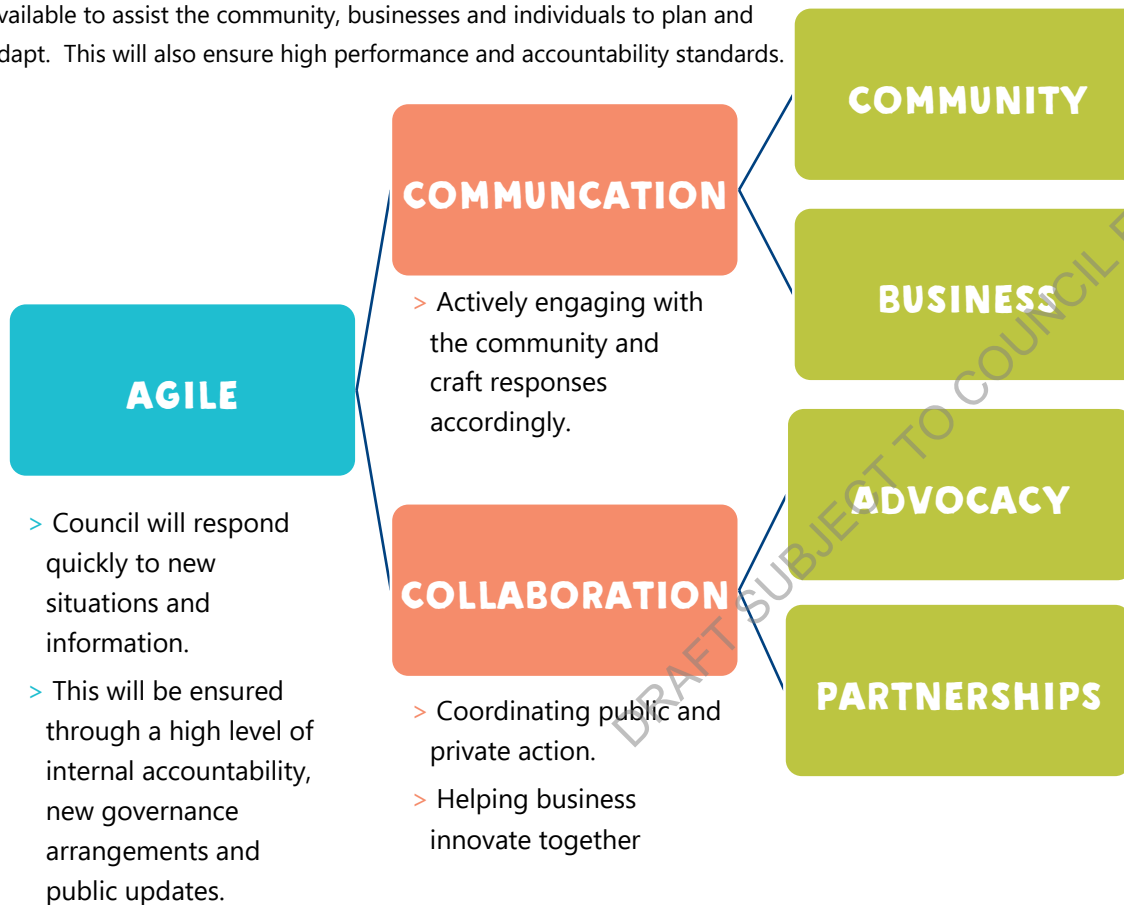 vailable to assist the community, businesses and individuals to plan and
dapt.  This will also ensure high performance and accountability standards.
AGILE
> Council will respond
quickly to new
situations and
information.
> This will be ensured
through a high level of
internal accountability,
new governance
arrangements and
public updates.
COMMUNCATION
> Actively engaging with
the community and
craft responses
accordingly.
COLLABORATION
> Coordinating public and
private action.
> Helping business
innovate together
COMMUNITY
BUSINESS
ADVOCACY
PARTNERSHIPS
DRAFT SUBJECT TO COUNCIL